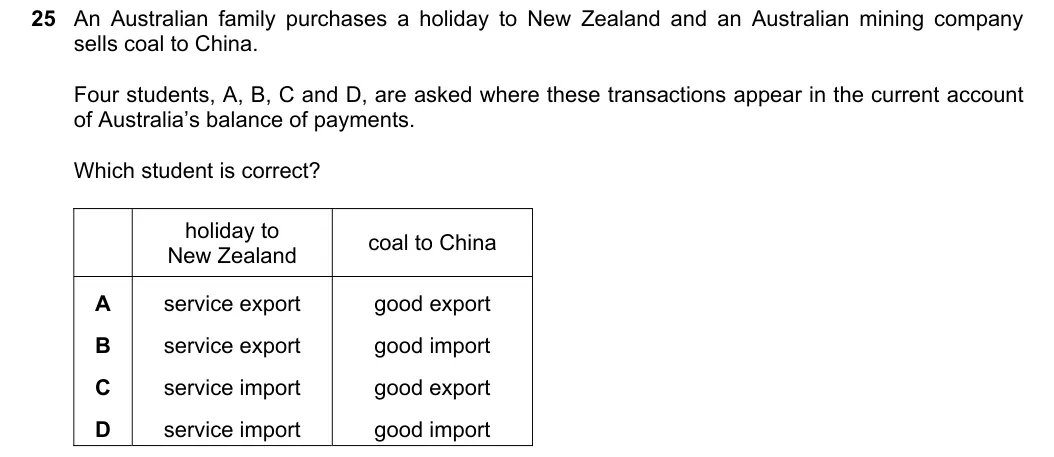 25 An Australian family purchases a holiday to New Zealand and an Australian mining company
sells coal to China.
Four students, A, B, C and D, are asked where these transactions appear in the current account
of Australia's balance of payments.
Which student is correct?
holiday to
New Zealand
coal to China
A service export good export
B service export good import
C service import good export
D service import good import